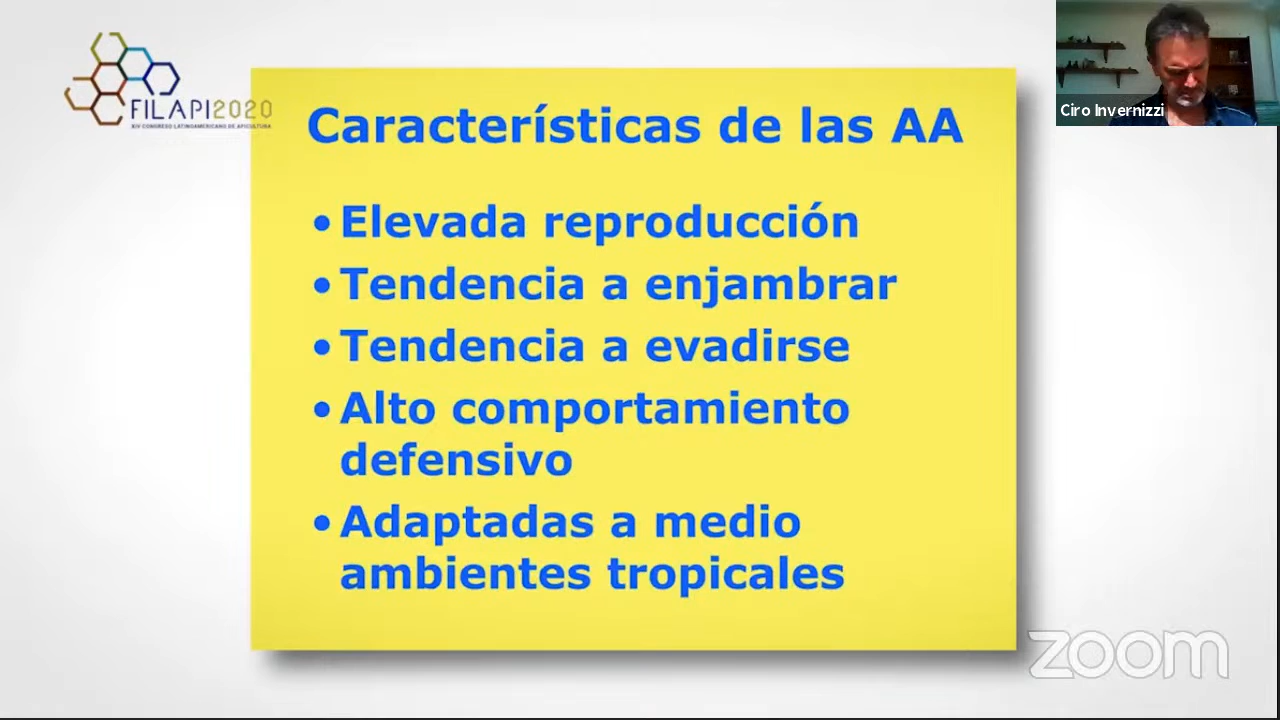 FILAPI2020
XIV CONGRESO LATINOAMERICANO DE APICULTURA
Ciro Invernizzi
Características de las AA
•Elevada reproducción
•Tendencia a enjambrar
•Tendencia a evadirse
•Alto comportamiento
defensivo
•Adaptadas a medio
ambientes tropicales
zoom